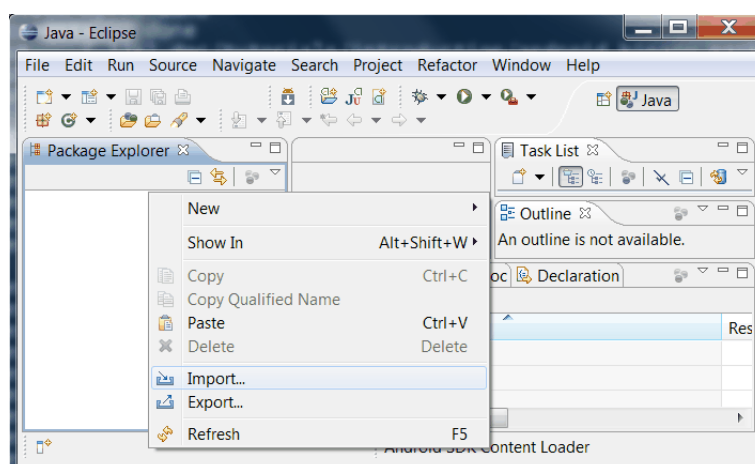 Java - Eclipse
File Edit Run Source Navigate Search Project Refactor Window Help
Java
Package Explorer
Task List
New
Show In Alt+Shift+W
Copy Ctrl+C
Copy Qualified Name
Paste Ctrl+V
Delete Delete
Import...
Export...
Refresh F5
Outline
An outline is not available.
oc Declaration
Res
Android SDK Content Loader